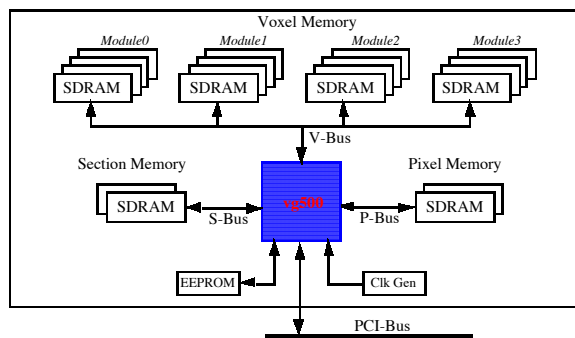 Voxel Memory
Module0 Module1 Module2 Module3
SDRAM SDRAM SDRAM SDRAM
V-Bus
Section Memory Pixel Memory
SDRAM vg500 SDRAM
S-Bus P-Bus
EEPROM Clk Gen
PCI-Bus